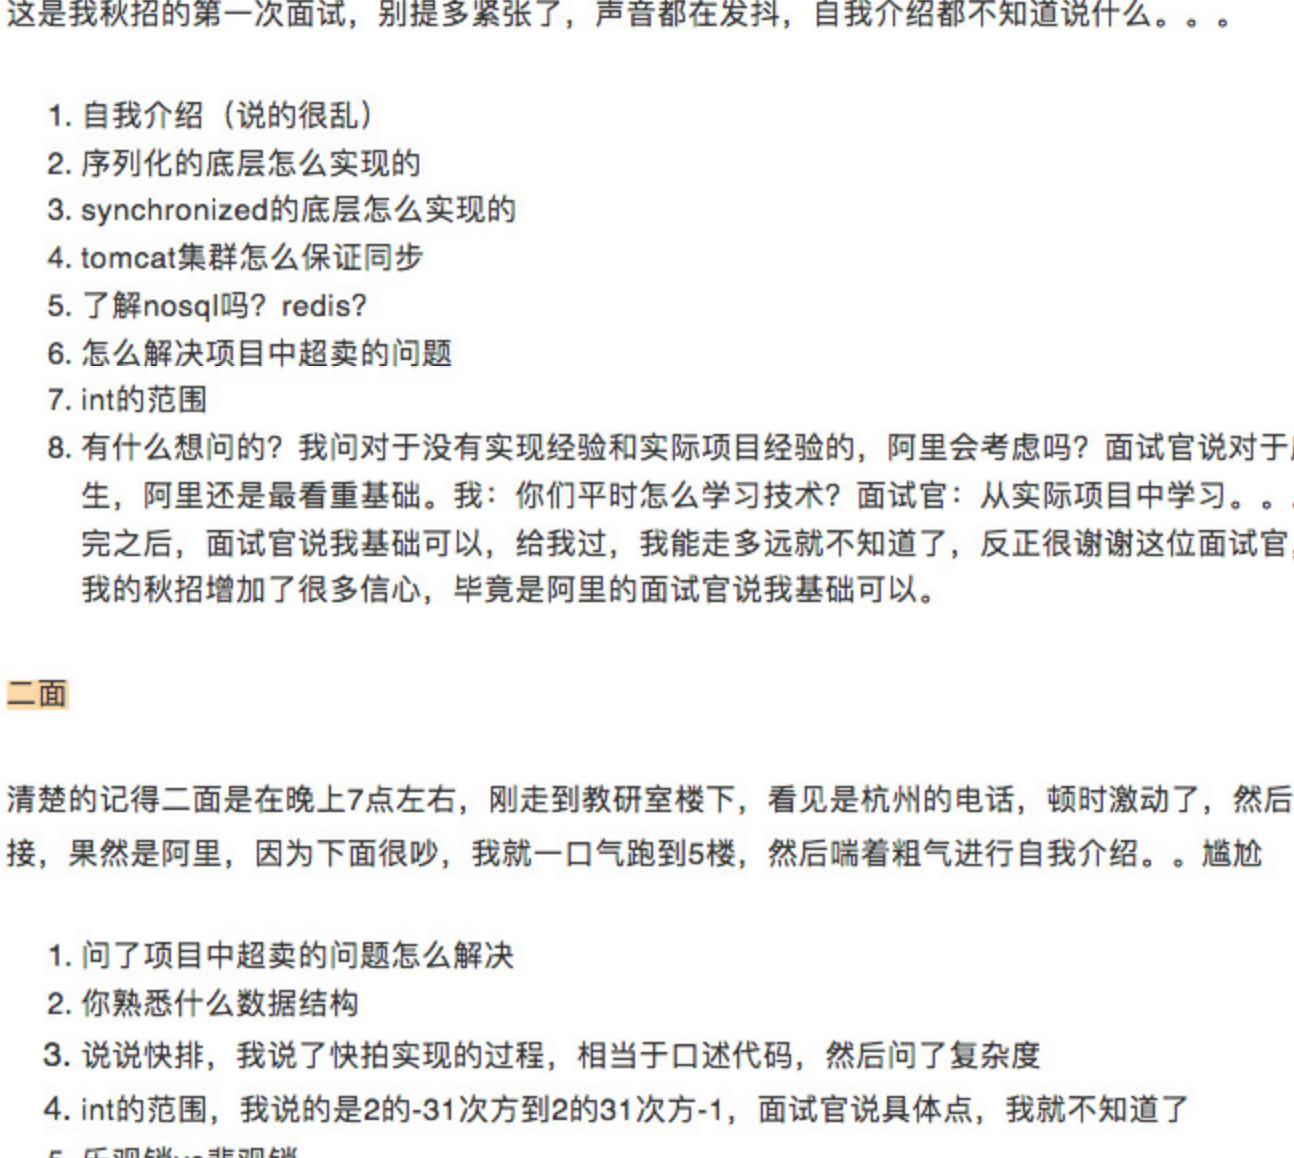 这是我秋招的第一次面试，别提多紧张了，声音都在发抖，自我介绍都不知道说什么。。。
1. 自我介绍（说的很乱）
2. 序列化的底层怎么实现的
3. synchronized的底层怎么实现的
4. tomcat集群怎么保证同步
5. 了解nosql吗？redis?
6. 怎么解决项目中超卖的问题
7. int的范围
8. 有什么想问的？我问对于没有实现经验和实际项目经验的，阿里会考虑吗？面试官说对于
生，阿里还是最看重基础。我：你们平时怎么学习技术？面试官：从实际项目中学习。。。
完之后，面试官说我基础可以，给我过，我能走多远就不知道了，反正很谢谢这位面试官，
我的秋招增加了很多信心，毕竟是阿里的面试官说我基础可以。
二面
清楚的记得二面是在晚上7点左右，刚走到教研室楼下，看见是杭州的电话，顿时激动了，然后
接，果然是阿里，因为下面很吵，我就一口气跑到5楼，然后喘着粗气进行自我介绍。。尴尬
1. 问了项目中超卖的问题怎么解决
2. 你熟悉什么数据结构
3. 说说快排，我说了快拍实现的过程，相当于口述代码，然后问了复杂度
4. int的范围，我说的是2的-31次方到2的31次方-1，面试官说具体点，我就不知道了
5. 乐观锁vs悲观锁